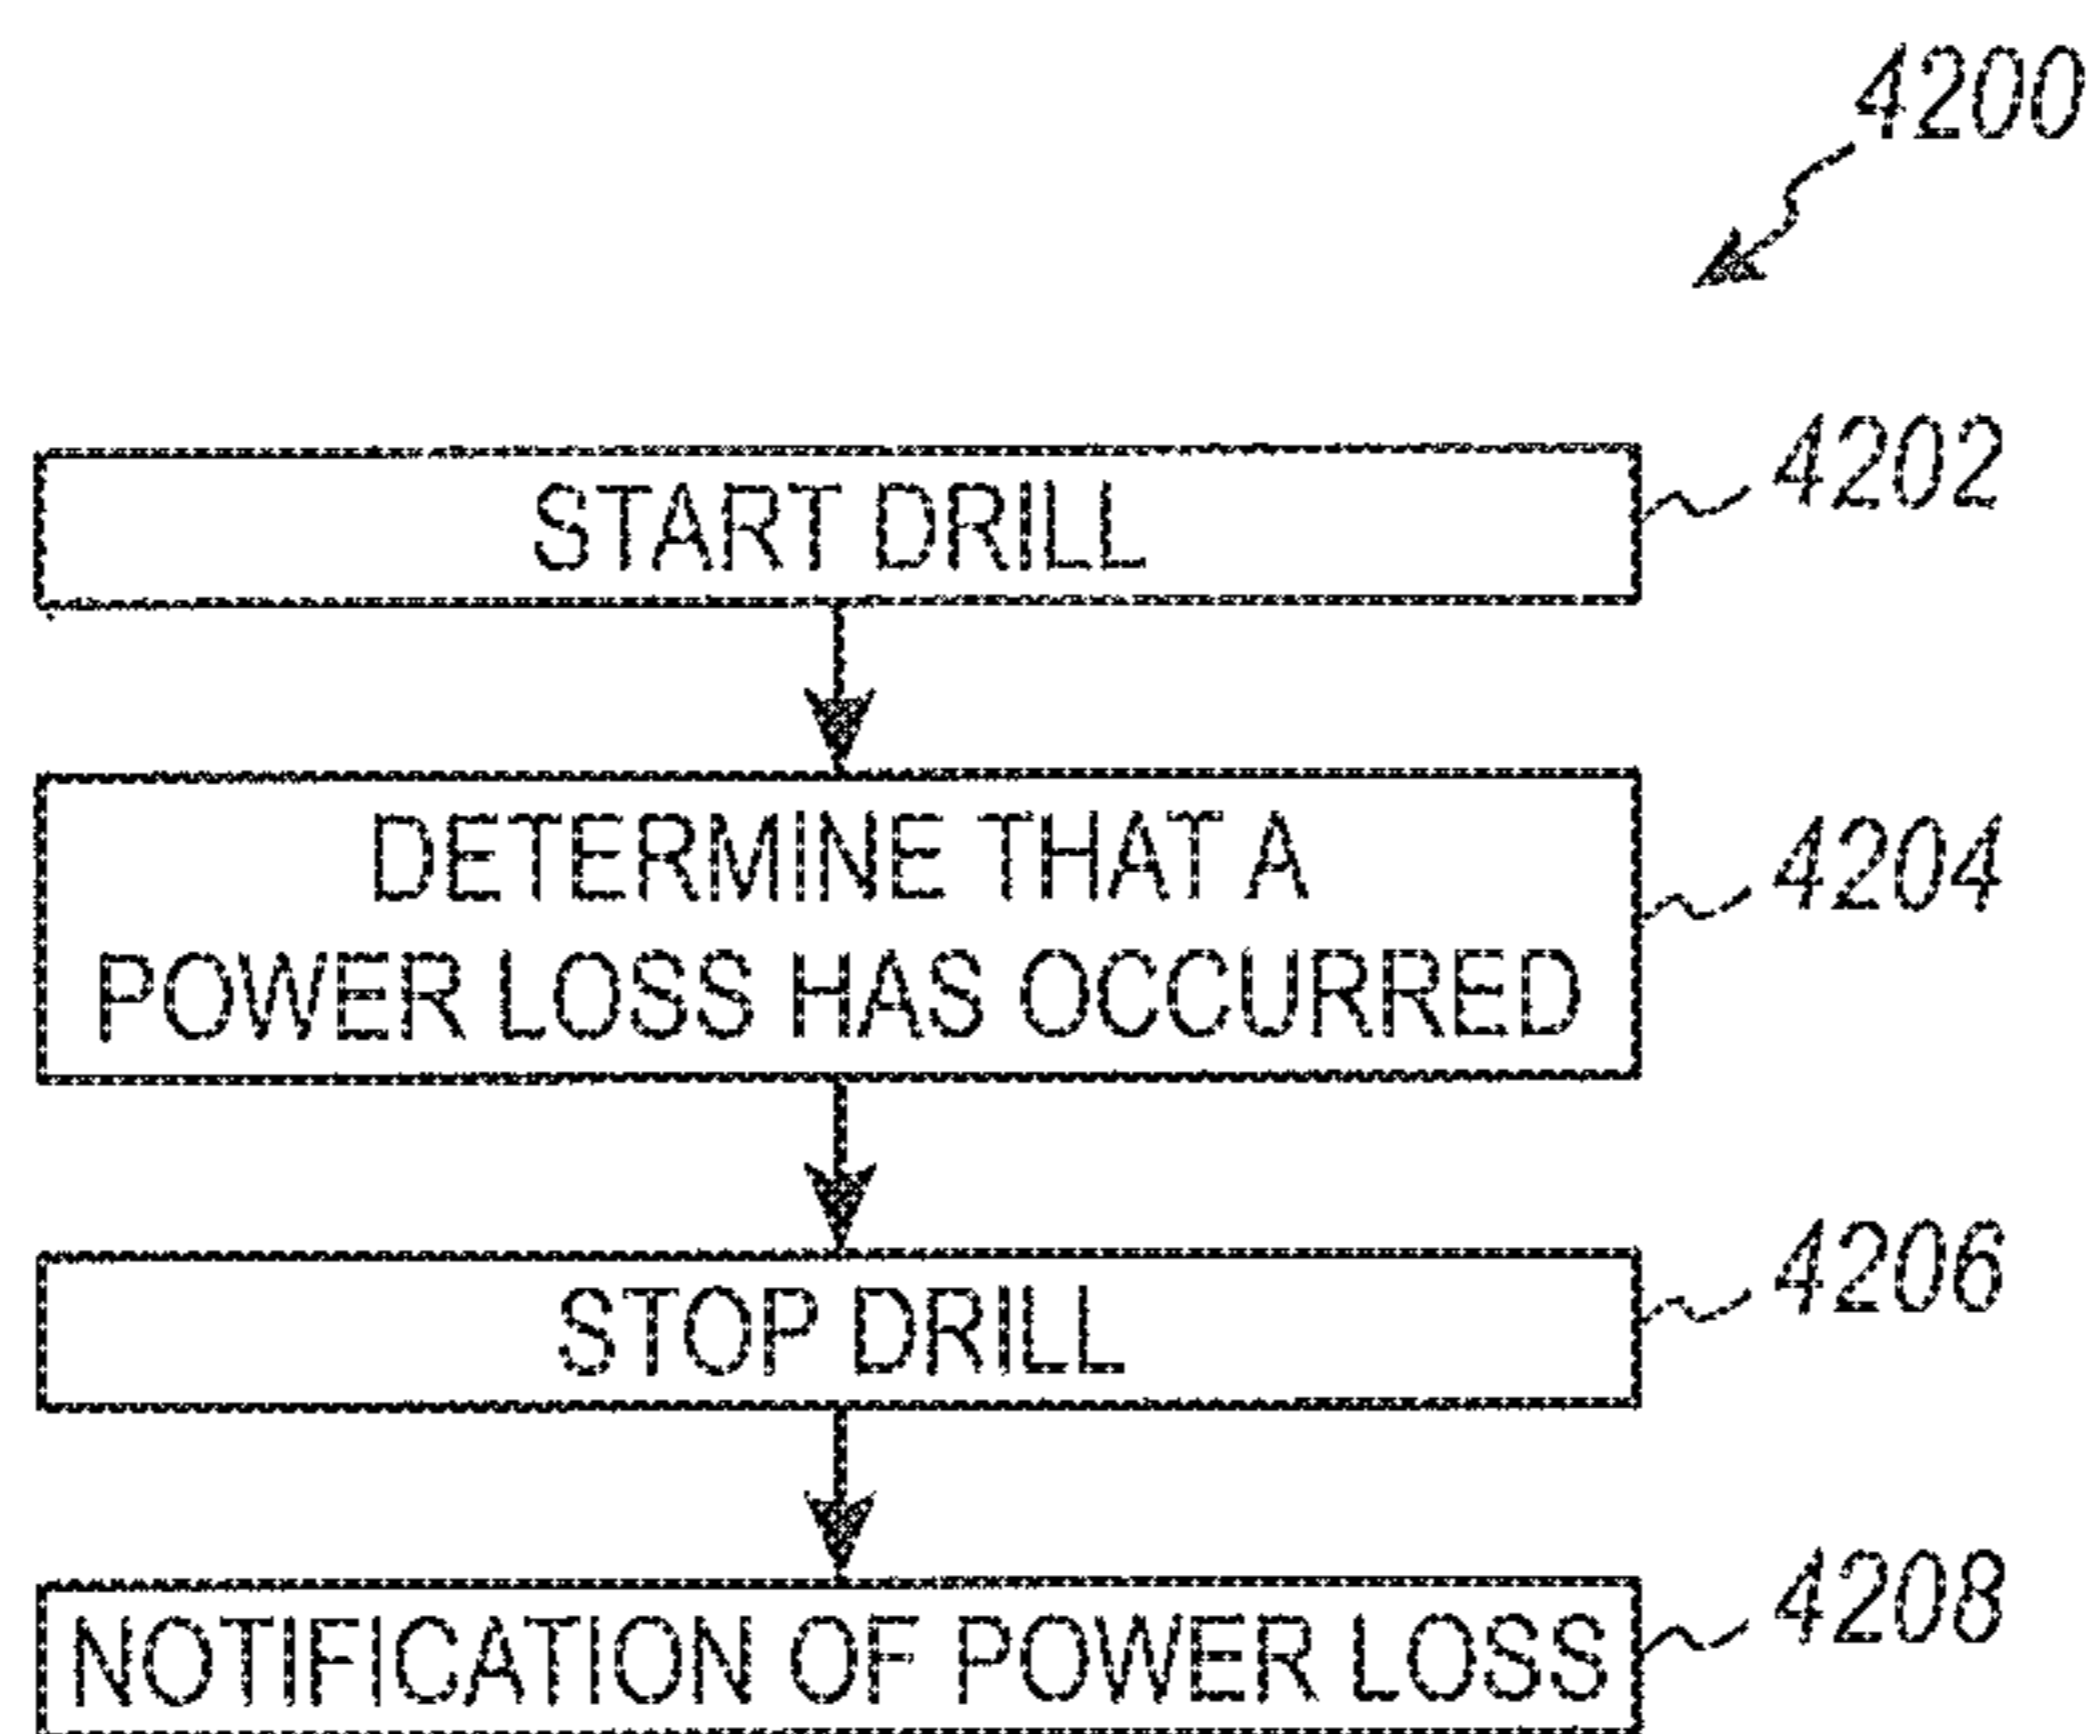 4200
START DRILL
4202
DETERMINE THAT A
POWER LOSS HAS OCCURRED
4204
STOP DRILL
4206
NOTIFICATION OF POWER LOSS
4208